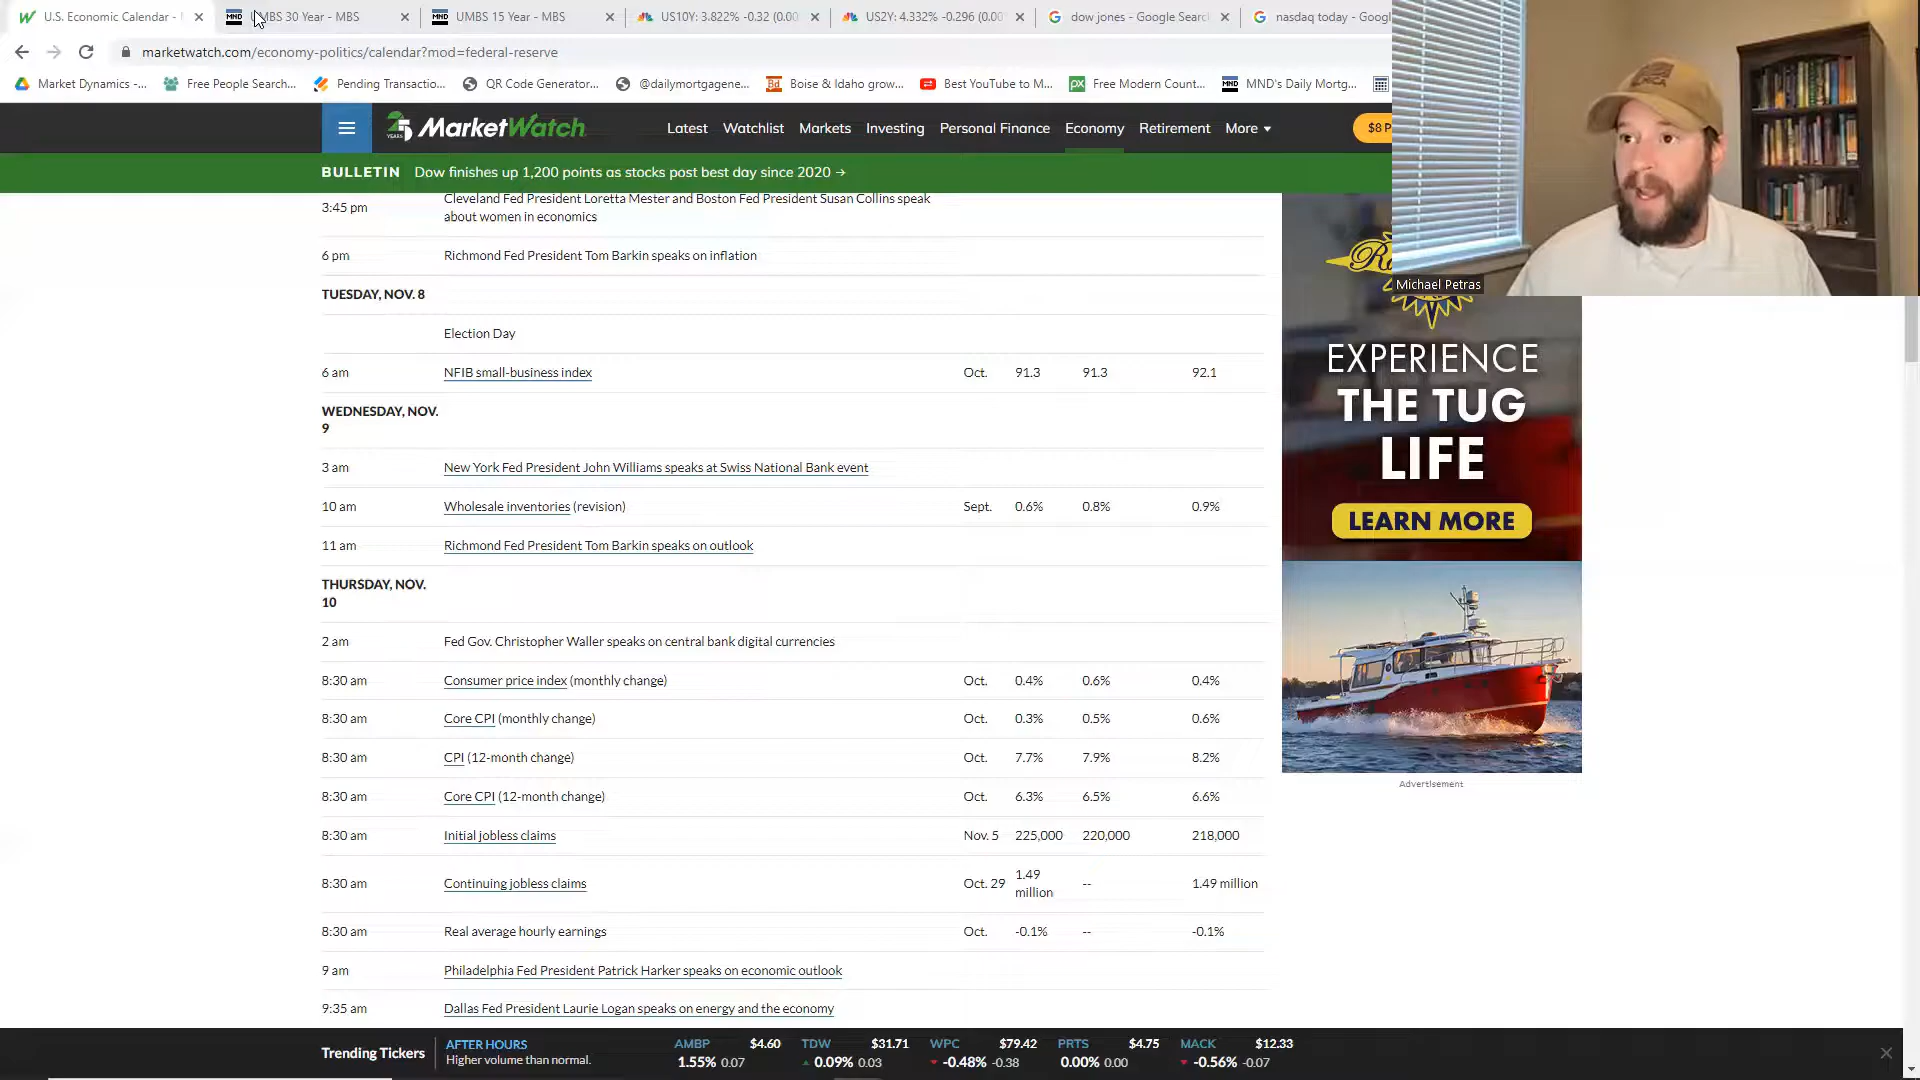 U.S. Economic Calendar -
UMBS 30 Year - MBS
UMBS 15 Year - MBS
US10Y: 3.822% -0.32 (0.00
US2Y: 4.332% -0.296 (0.00
dow jones - Google Searc
nasdaq today - Googl
marketwatch.com/economy-politics/calendar?mod=federal-reserve
Market Dynamics -...
Free People Search...
Pending Transactio...
QR Code Generator...
@dailymortgagene...
Boise & Idaho grow...
Best YouTube to M...
Free Modern Count...
MND's Daily Mortg...
MarketWatch
Latest
Watchlist
Markets
Investing
Personal Finance
Economy
Retirement
More
$8 P
BULLETIN Dow finishes up 1,200 points as stocks post best day since 2020 →
3:45 pm Cleveland Fed President Loretta Mester and Boston Fed President Susan Collins speak
about women in economics
6 pm Richmond Fed President Tom Barkin speaks on inflation
TUESDAY, NOV. 8
Election Day
6 am NFIB small-business index Oct. 91.3 91.3 92.1
WEDNESDAY, NOV.
9
3 am New York Fed President John Williams speaks at Swiss National Bank event
10 am Wholesale inventories (revision) Sept. 0.6% 0.8% 0.9%
11 am Richmond Fed President Tom Barkin speaks on outlook
THURSDAY, NOV.
10
2 am Fed Gov. Christopher Waller speaks on central bank digital currencies
8:30 am Consumer price index (monthly change) Oct. 0.4% 0.6% 0.4%
8:30 am Core CPI (monthly change) Oct. 0.3% 0.5% 0.6%
8:30 am CPI (12-month change) Oct. 7.7% 7.9% 8.2%
8:30 am Core CPI (12-month change) Oct. 6.3% 6.5% 6.6%
8:30 am Initial jobless claims Nov. 5 225,000 220,000 218,000
8:30 am Continuing jobless claims Oct. 29 1.49
million -- 1.49 million
8:30 am Real average hourly earnings Oct. -0.1% -- -0.1%
9 am Philadelphia Fed President Patrick Harker speaks on economic outlook
9:35 am Dallas Fed President Laurie Logan speaks on energy and the economy
Michael Petras
EXPERIENCE
THE TUG
LIFE
LEARN MORE
Advertisement
Trending Tickers
AFTER HOURS
Higher volume than normal.
AMBP $4.60
1.55% 0.07
TDW $31.71
0.09% 0.03
WPC $79.42
-0.48% -0.38
PRTS $4.75
0.00% 0.00
MACK $12.33
-0.56% -0.07